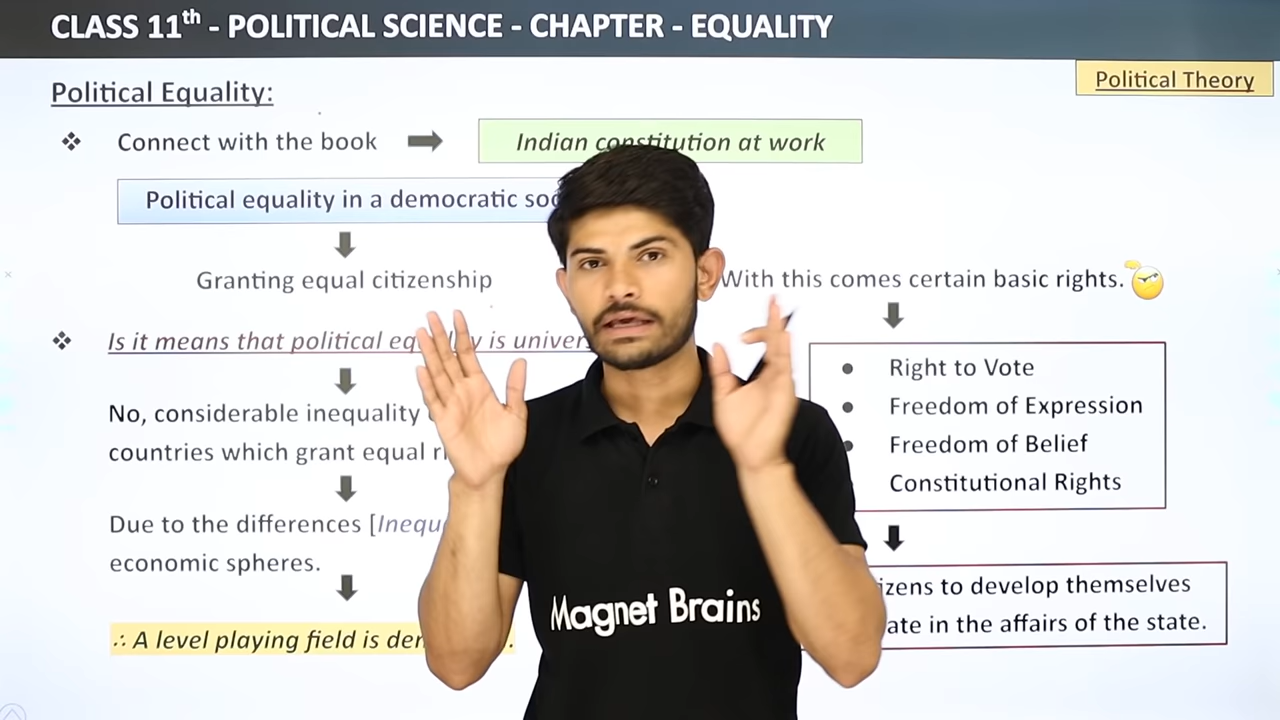 CLASS 11th - POLITICAL SCIENCE - CHAPTER - EQUALITY
Political Theory
Political Equality:
Connect with the book
Indian constitution at work
Political equality in a democratic
Granting equal citizenship
With this comes certain basic rights.
Is it means that political is
No, considerable inequality
countries which grant equal
Due to the differences
economic spheres.
∴ A level playing field is
Right to Vote
Freedom of Expression
Freedom of Belief
Constitutional Rights
to develop themselves
in the affairs of the state.
Magnet Brains